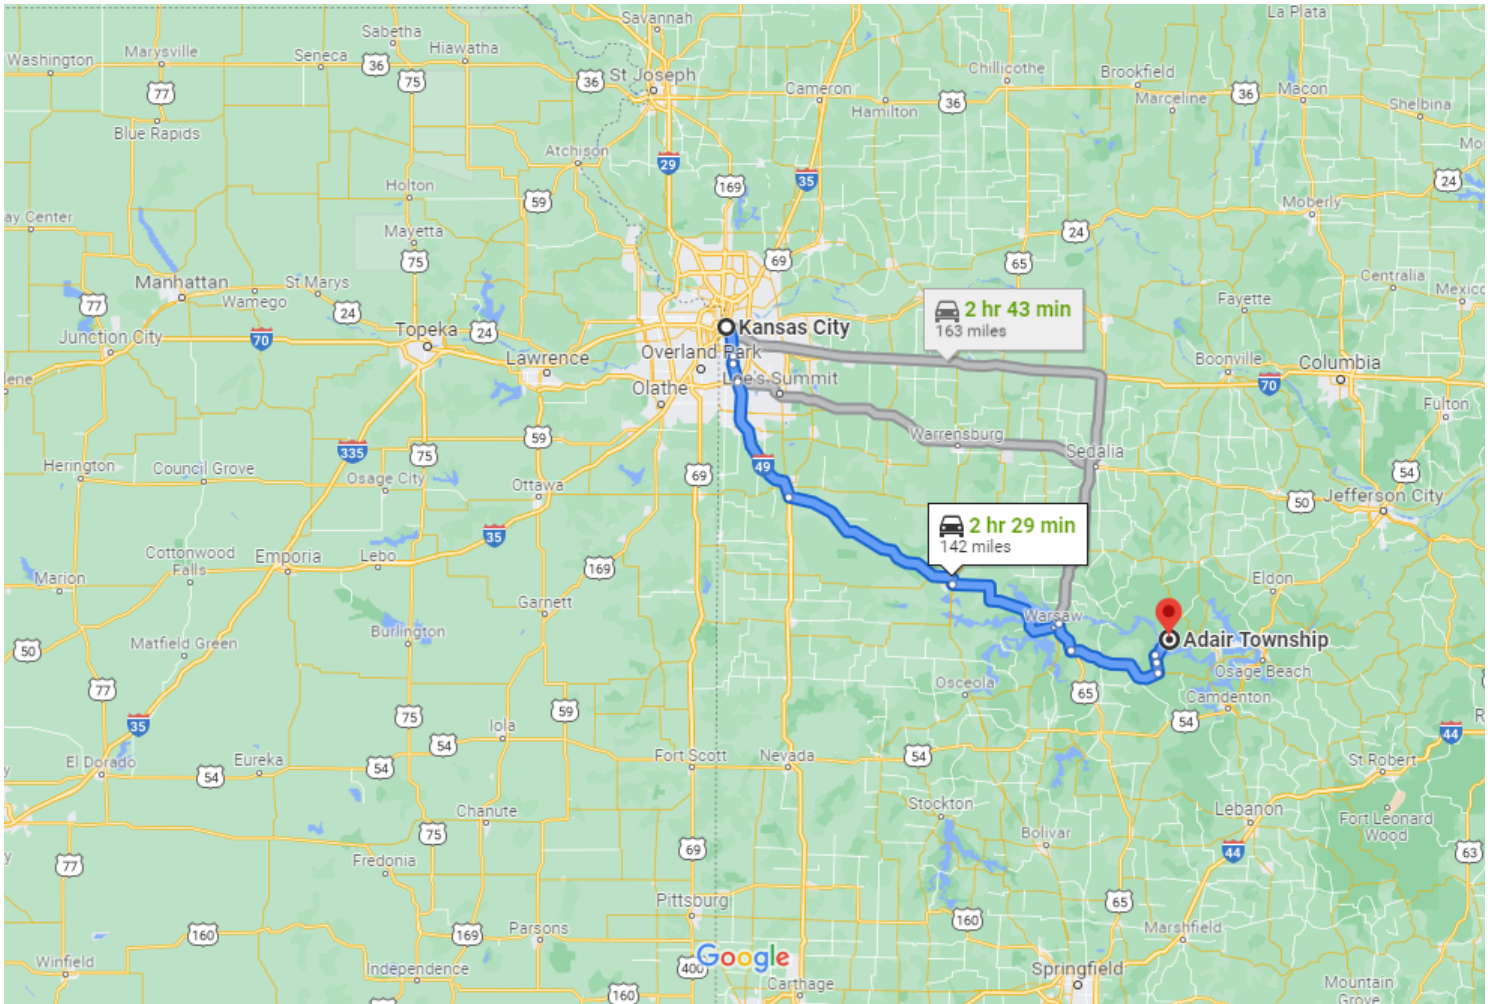 La Plata
Savannah
Sabetha
Hiawatha
Marysville
Seneca
Washington
36
36
75
St Joseph
Chillicothe
Brookfield
Cameron
Macon
77
36
36
Marceline
Shelbina
Hamilton
Blue Rapids
Mo
Atchison
29
35
24
Holton
169
59
Moberly
ay Center
Mayetta
24
75
69
65
Centralia
Manhattan
St Marys
Mexico
Wamego
77
Fayette
2 hr 43 min
163 miles
24
Kansas City
Topeka
24
Junction City
70
Overland Park
Lawrence
Boonville
Columbia
lene
Lee's Summit
70
Olathe
Fulton
59
Warrensburg
335
75
Sedalia
Herington
Council Grove
49
54
Osage City
69
Ottawa
50
Jefferson City
2 hr 29 min
142 miles
35
Cottonwood
Falls
Emporia
Lebo
169
Marion
Eldon
Garnett
Warsaw
Burlington
Adair Township
Matfield Green
50
Osage Beach
Osceola
77
65
Camdenton
75
59
54
35
Iola
54
44
Fort Scott
Nevada
54
El Dorado
Eureka
54
54
St Robert
y
Stockton
Chanute
Lebanon
Fort Leonard
Wood
75
Bolivar
69
44
63
y
77
Fredonia
Pittsburg
65
160
160
169
Parsons
Marshfield
Google
Winfield
Independence
400
Springfield
Carthage
Mountain
Grove
160